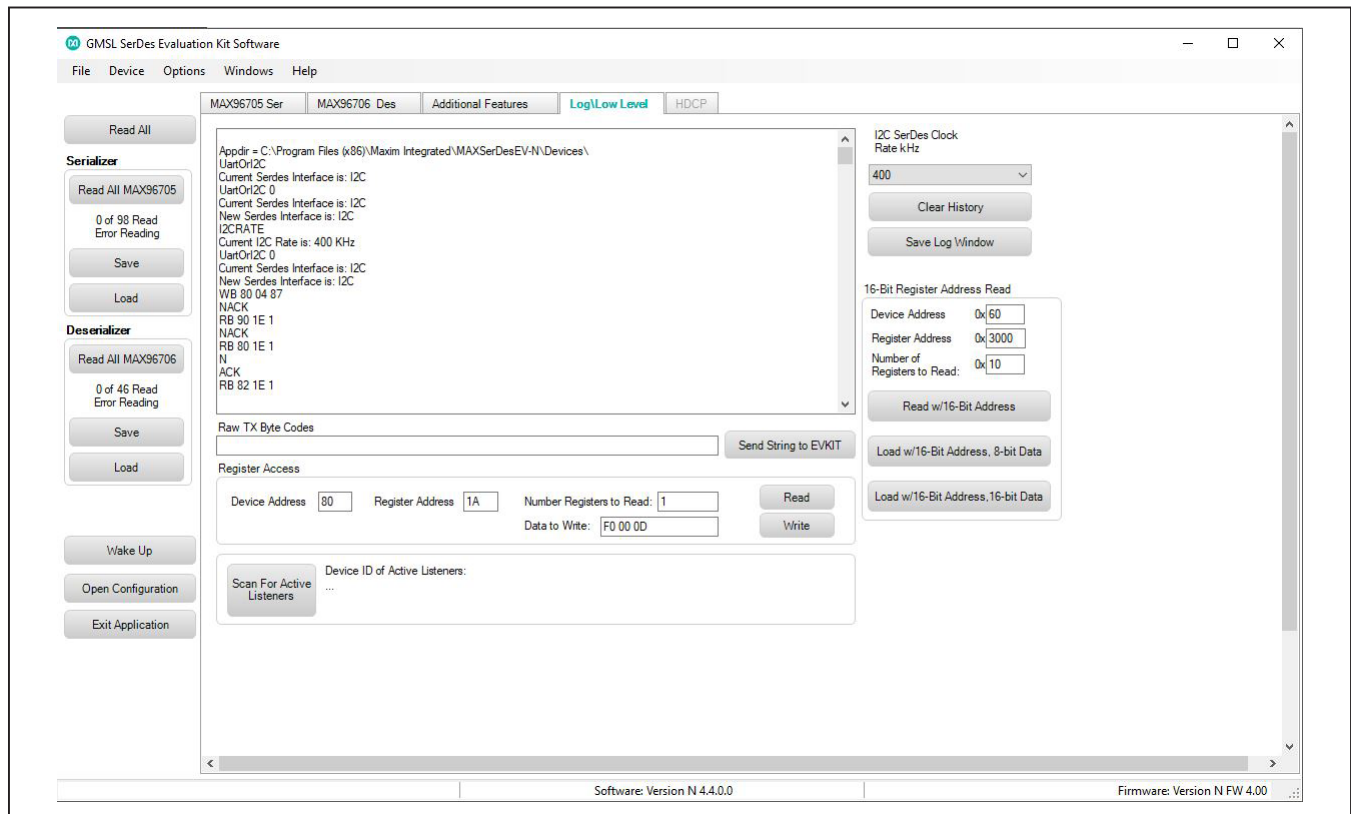 GMSL SerDes Evaluation Kit Software
File Device Options Windows Help
MAX96705 Ser MAX96706 Des Additional Features Log\Low Level HDCP
Read All
Serializer
Read All MAX96705
0 of 98 Read
Error Reading
Save
Load
Deserializer
Read All MAX96706
0 of 46 Read
Error Reading
Save
Load
Wake Up
Open Configuration
Exit Application
Appdir = C:\Program Files (x86)\Maxim Integrated\MAXSerDesEV-N\Devices\
UartOrI2C
Current Serdes Interface is: I2C
UartOrI2C 0
Current Serdes Interface is: I2C
New Serdes Interface is: I2C
I2CRATE
Current I2C Rate is: 400 KHz
UartOrI2C 0
Current Serdes Interface is: I2C
New Serdes Interface is: I2C
WB 80 04 87
NACK
RB 90 1E 1
NACK
RB 80 1E 1
N
ACK
RB 82 1E 1
Raw TX Byte Codes
Send String to EVKIT
Register Access
Device Address 80 Register Address 1A Number Registers to Read: 1 Read
Data to Write: F0 00 0D Write
Scan For Active
Listeners
Device ID of Active Listeners:
...
I2C SerDes Clock
Rate kHz
400
Clear History
Save Log Window
16-Bit Register Address Read
Device Address 0x 60
Register Address 0x 3000
Number of
Registers to Read: 0x 10
Read w/16-Bit Address
Load w/16-Bit Address, 8-bit Data
Load w/16-Bit Address,16-bit Data
Software: Version N 4.4.0.0
Firmware: Version N FW 4.00